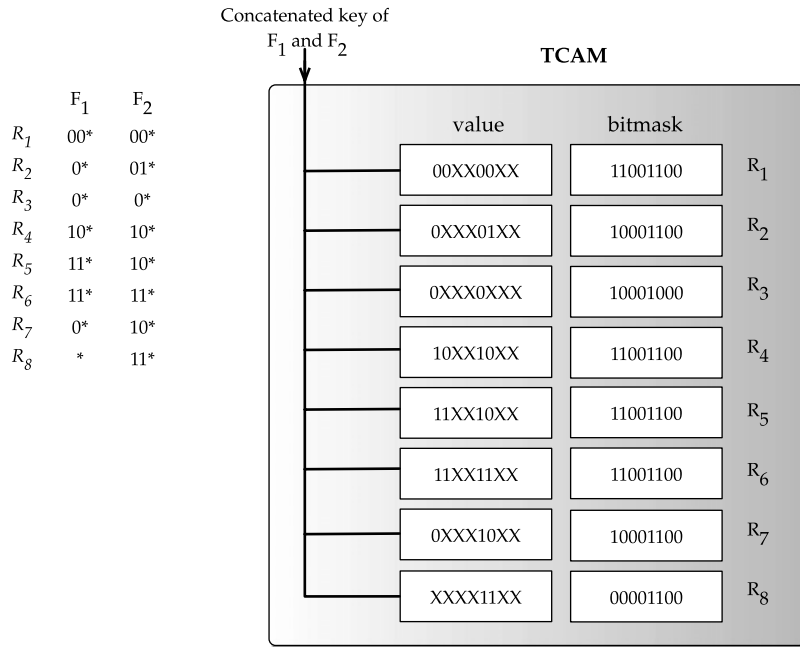 Concatenated key of
F1 and F2
TCAM
F1 F2
R1 00* 00*
R2 0* 01*
R3 0* 0*
R4 10* 10*
R5 11* 10*
R6 11* 11*
R7 0* 10*
R8 * 11*
value bitmask
00XX00XX 11001100 R1
0XXX01XX 10001100 R2
0XXX0XXX 10001000 R3
10XX10XX 11001100 R4
11XX10XX 11001100 R5
11XX11XX 11001100 R6
0XXX10XX 10001100 R7
XXXX11XX 00001100 R8